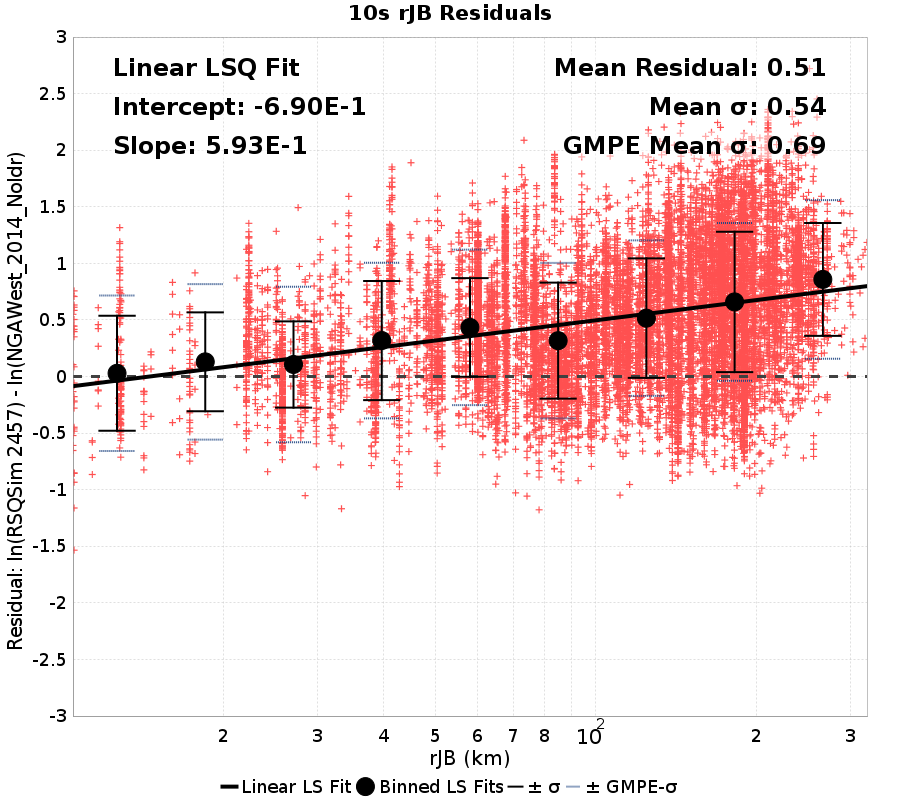 10s rJB Residuals
Linear LSQ Fit
Intercept: -6.90E-1
Slope: 5.93E-1
Mean Residual: 0.51
Mean σ: 0.54
GMPE Mean σ: 0.69
Residual: ln(RSQSim 2457) - ln(NGAWest_2014_NoIdr)
3
2.5
2
1.5
1
0.5
0
-0.5
-1
-1.5
-2
-2.5
-3
2 3 4 5 6 7 8 10² 2 3
rJB (km)
Linear LS Fit Binned LS Fits ± σ ± GMPE-σ